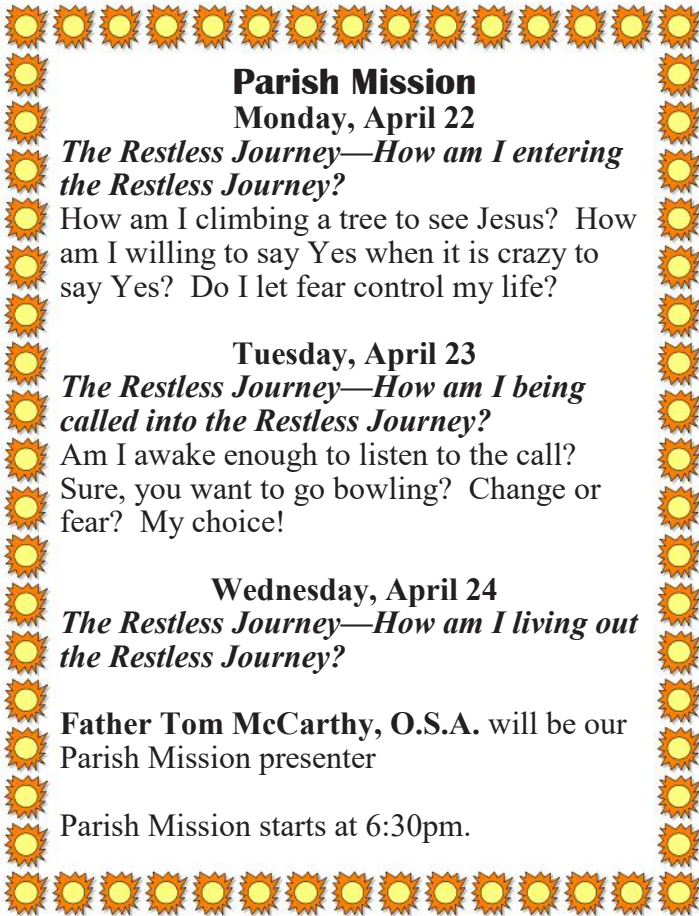 Parish Mission
Monday, April 22
The Restless Journey—How am I entering
the Restless Journey?
How am I climbing a tree to see Jesus?  How
am I willing to say Yes when it is crazy to
say Yes?  Do I let fear control my life?
Tuesday, April 23
The Restless Journey—How am I being
called into the Restless Journey?
Am I awake enough to listen to the call?
Sure, you want to go bowling?  Change or
fear?  My choice!
Wednesday, April 24
The Restless Journey—How am I living out
the Restless Journey?
Father Tom McCarthy, O.S.A. will be our
Parish Mission presenter
Parish Mission starts at 6:30pm.